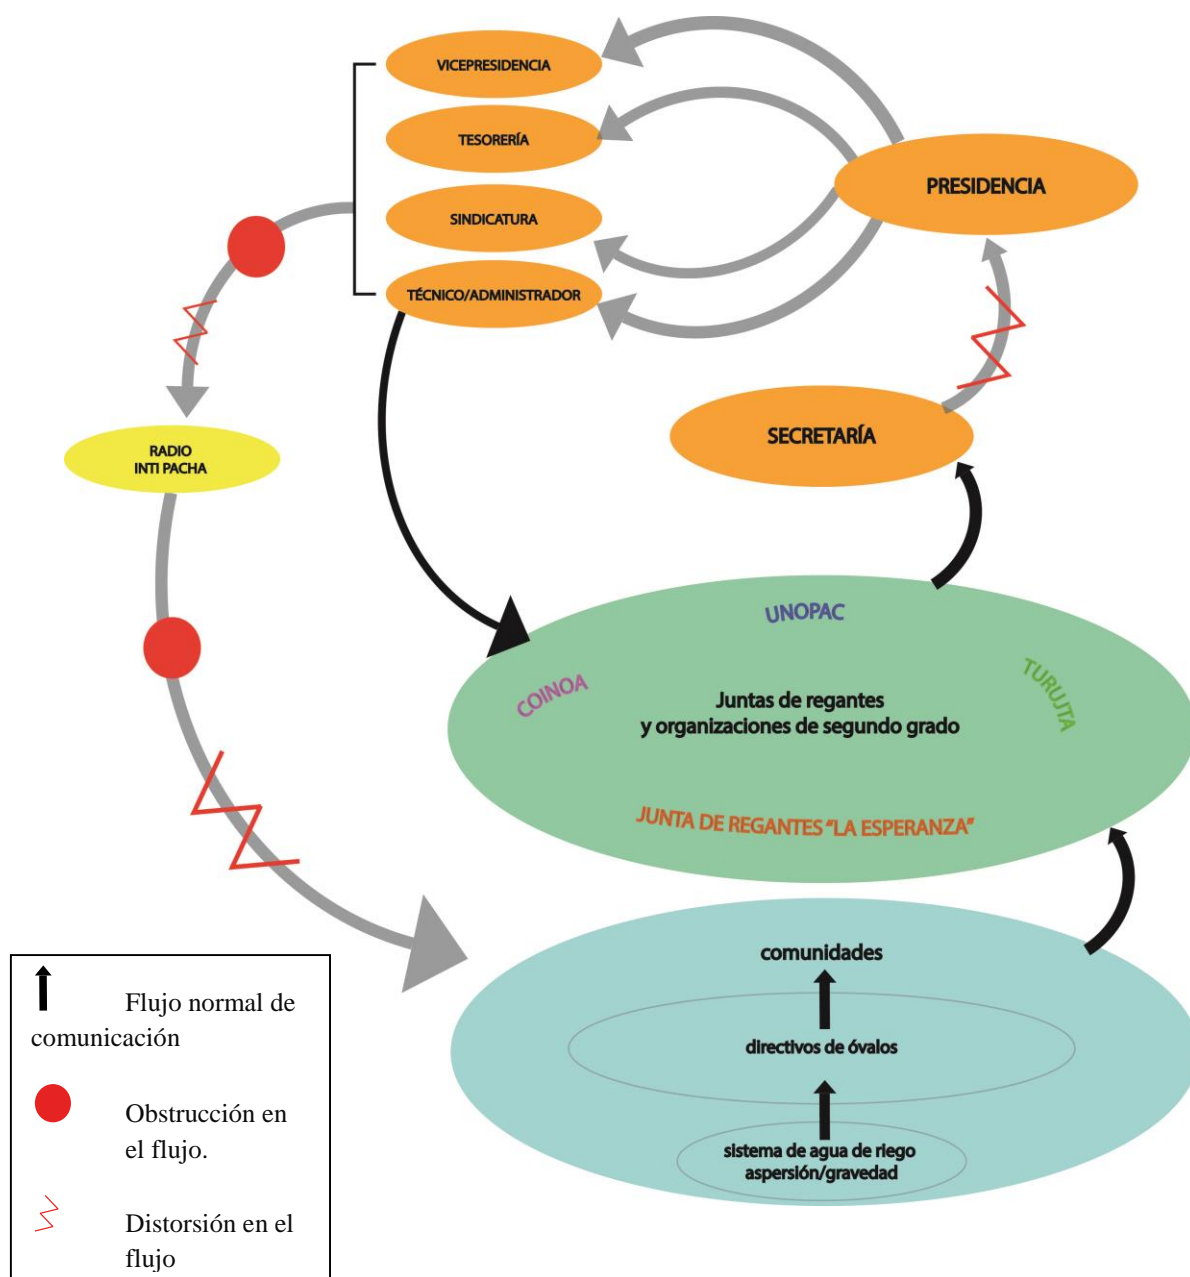 VICEPRESIDENCIA
TESORERÍA
PRESIDENCIA
SINDICATURA
TÉCNICO/ADMINISTRADOR
RADIO
INTI PACHA
SECRETARÍA
UNOPAC
COINOA
TURUJTA
Juntas de regantes
y organizaciones de segundo grado
JUNTA DE REGANTES "LA ESPERANZA"
comunidades
directivos de óvalos
sistema de agua de riego
aspersión/gravedad
Flujo normal de
comunicación
Obstrucción en
el flujo.
Distorsión en el
flujo